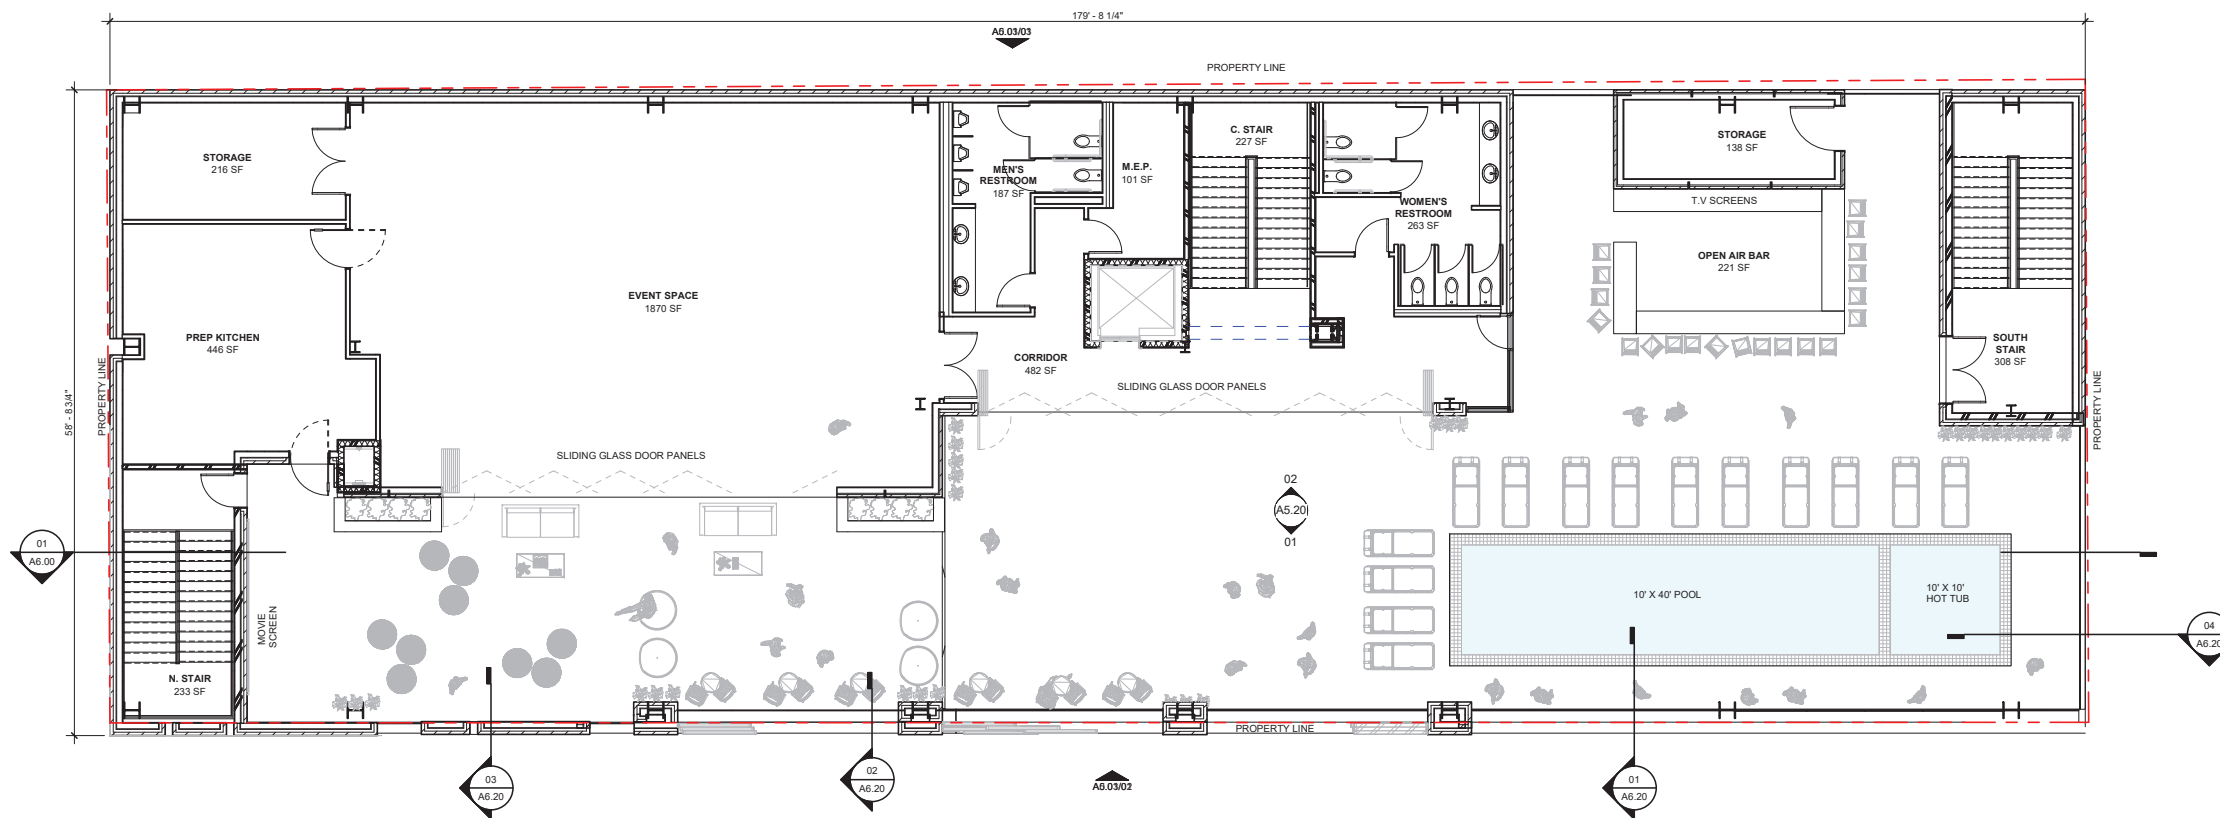 179' - 8 1/4"
A6.03/03
PROPERTY LINE
STORAGE
216 SF
MEN'S
RESTROOM
187 SF
M.E.P.
101 SF
C. STAIR
227 SF
WOMEN'S
RESTROOM
263 SF
STORAGE
138 SF
T.V SCREENS
OPEN AIR BAR
221 SF
EVENT SPACE
1870 SF
PREP KITCHEN
446 SF
SOUTH
STAIR
308 SF
CORRIDOR
482 SF
SLIDING GLASS DOOR PANELS
PROPERTY LINE
58' - 8 3/4"
PROPERTY LINE
SLIDING GLASS DOOR PANELS
02
A5.20
01
01
A6.00
MOVIE
SCREEN
10' X 40' POOL
10' X 10'
HOT TUB
04
A6.20
N. STAIR
233 SF
PROPERTY LINE
03
A6.20
02
A6.20
A6.03/02
01
A6.20